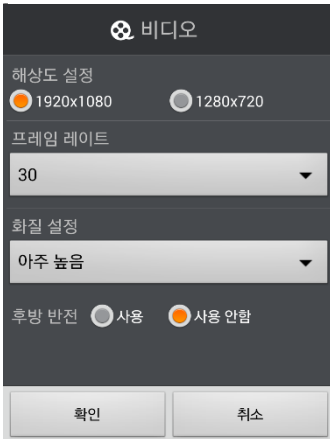 비디오
해상도 설정
1920x1080 1280x720
프레임 레이트
30
화질 설정
아주 높음
후방 반전 사용 사용 안함
확인 취소